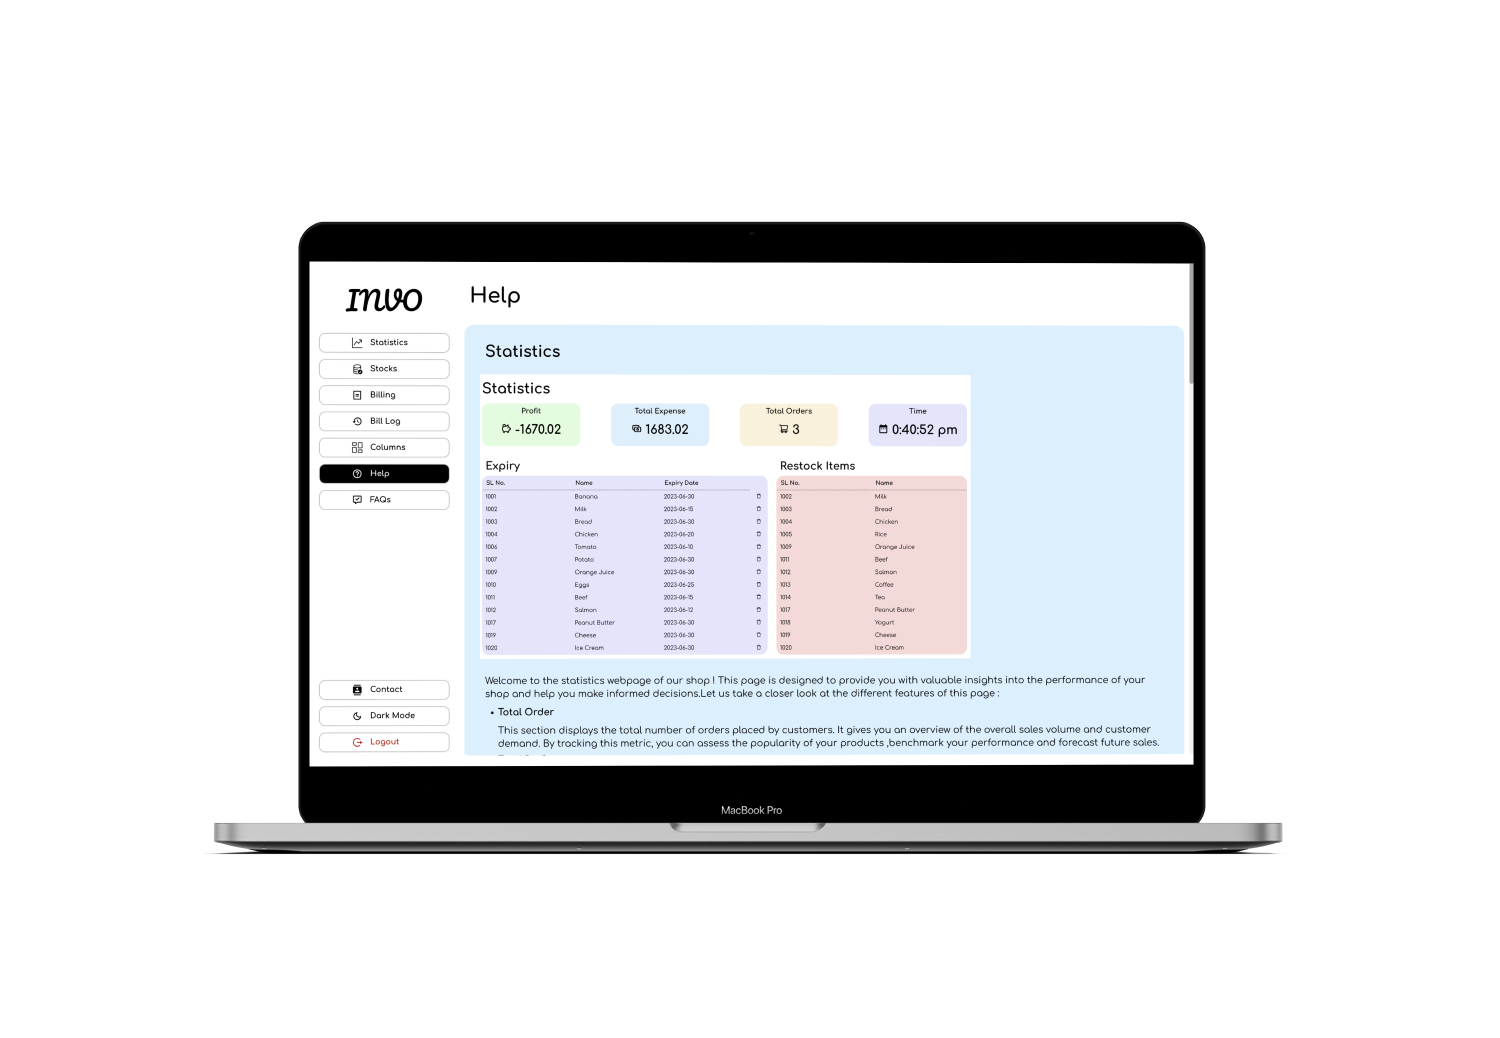 INVO
Help
Statistics
Stocks
Billing
Bill Log
Columns
Help
FAQs
Contact
Dark Mode
Logout
Statistics
Statistics
Profit
-1670.02
Total Expense
1683.02
Total Orders
3
Time
0:40:52 pm
Expiry
SL No. Name Expiry Date
1001 Banana 2023-06-30
1002 Milk 2023-06-15
1003 Bread 2023-06-30
1004 Chicken 2023-06-20
1006 Tomato 2023-06-10
1007 Potato 2023-06-30
1009 Orange Juice 2023-06-30
1010 Eggs 2023-06-25
1011 Beef 2023-06-15
1012 Salmon 2023-06-12
1017 Peanut Butter 2023-06-30
1019 Cheese 2023-06-30
1020 Ice Cream 2023-06-30
Restock Items
SL No. Name
1002 Milk
1003 Bread
1004 Chicken
1005 Rice
1009 Orange Juice
1011 Beef
1012 Salmon
1013 Coffee
1014 Tea
1017 Peanut Butter
1018 Yogurt
1019 Cheese
1020 Ice Cream
Welcome to the statistics webpage of our shop ! This page is designed to provide you with valuable insights into the performance of your
shop and help you make informed decisions.Let us take a closer look at the different features of this page :
• Total Order
This section displays the total number of orders placed by customers. It gives you an overview of the overall sales volume and customer
demand. By tracking this metric, you can assess the popularity of your products ,benchmark your performance and forecast future sales.
MacBook Pro